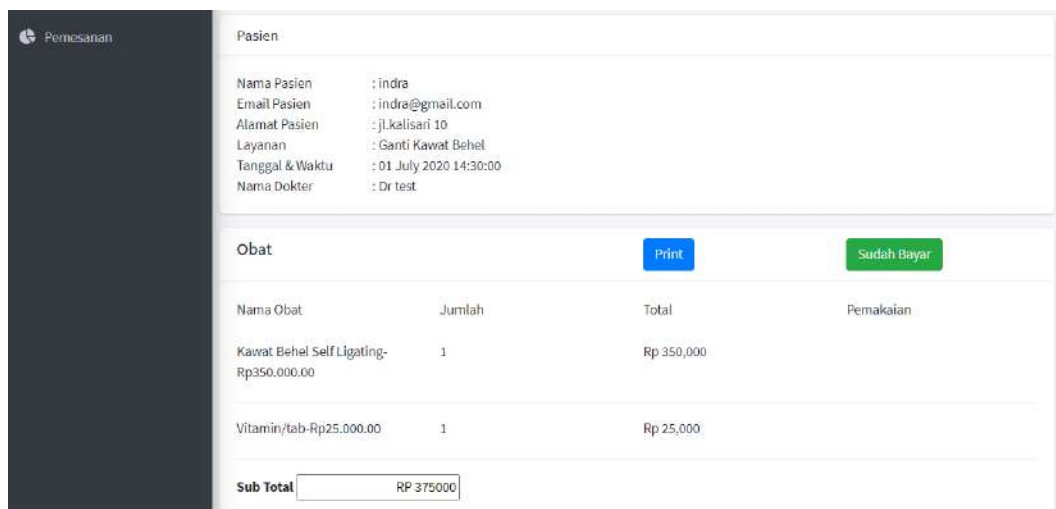 Pemesanan
Pasien
Nama Pasien : indra
Email Pasien : indra@gmail.com
Alamat Pasien : jl.kalisari 10
Layanan : Ganti Kawat Behel
Tanggal & Waktu : 01 July 2020 14:30:00
Nama Dokter : Dr test
Obat Print Sudah Bayar
Nama Obat Jumlah Total Pemakaian
Kawat Behel Self Ligating- 1 Rp 350,000
Rp350.000.00
Vitamin/tab-Rp25.000.00 1 Rp 25,000
Sub Total RP 375000